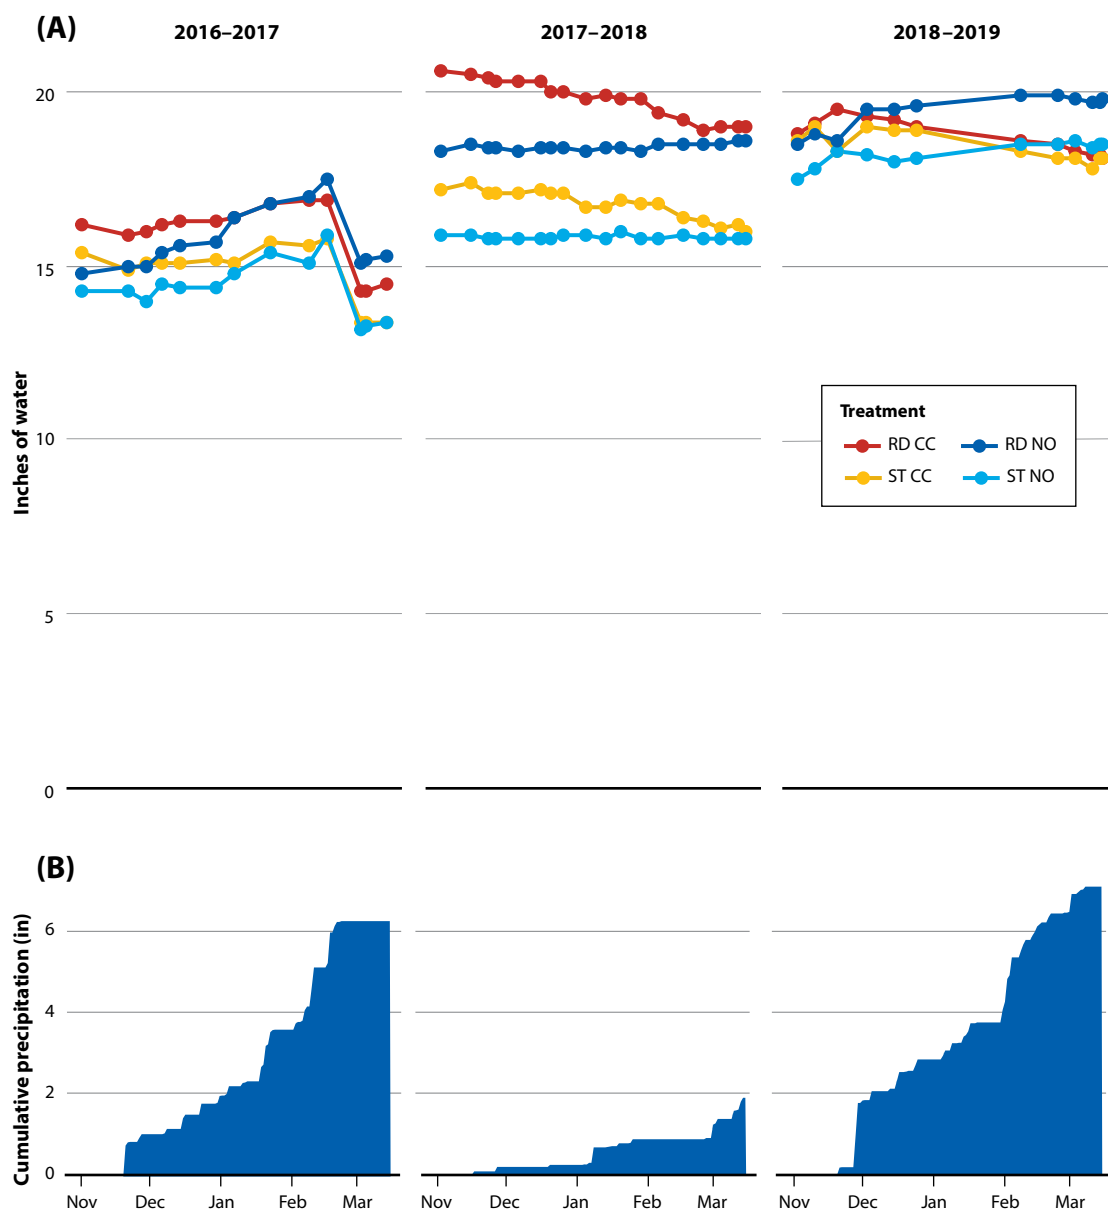 (A)
2016–2017 2017–2018 2018–2019
Inches of water
20
15
10
5
0
Treatment
RD CC RD NO
ST CC ST NO
(B)
Cumulative precipitation (in)
6
4
2
0
Nov Dec Jan Feb Mar Nov Dec Jan Feb Mar Nov Dec Jan Feb Mar